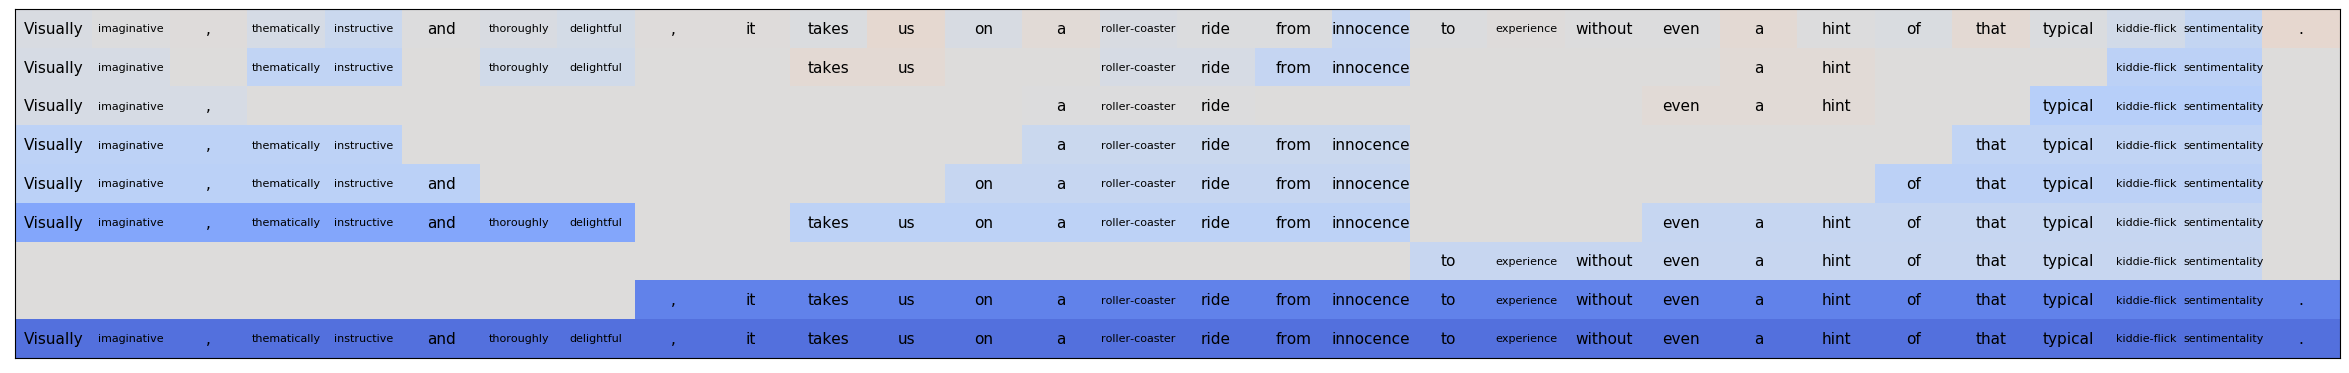 Visually imaginative , thematically instructive and thoroughly delightful , it takes us on a roller-coaster ride from innocence to experience without even a hint of that typical kiddie-flick sentimentality .
Visually imaginative thematically instructive thoroughly delightful takes us roller-coaster ride from innocence a hint kiddie-flick sentimentality
Visually imaginative , a roller-coaster ride even a hint typical kiddie-flick sentimentality
Visually imaginative , thematically instructive a roller-coaster ride from innocence that typical kiddie-flick sentimentality
Visually imaginative , thematically instructive and on a roller-coaster ride from innocence of that typical kiddie-flick sentimentality
Visually imaginative , thematically instructive and thoroughly delightful takes us on a roller-coaster ride from innocence even a hint of that typical kiddie-flick sentimentality
to experience without even a hint of that typical kiddie-flick sentimentality
, it takes us on a roller-coaster ride from innocence to experience without even a hint of that typical kiddie-flick sentimentality .
Visually imaginative , thematically instructive and thoroughly delightful , it takes us on a roller-coaster ride from innocence to experience without even a hint of that typical kiddie-flick sentimentality .